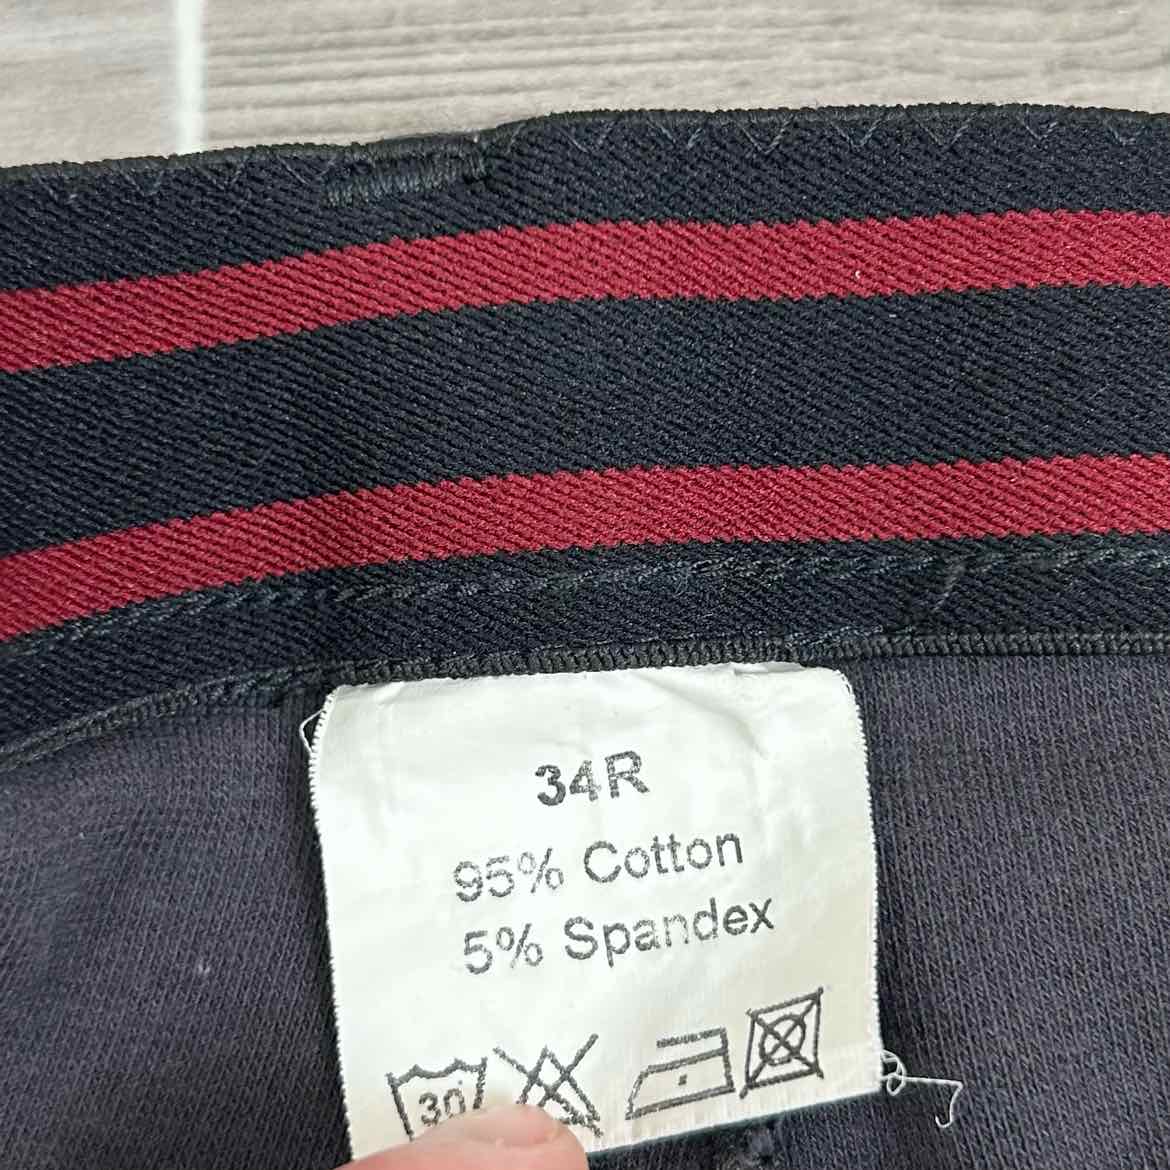 34R
95% Cotton
5% Spandex
30°